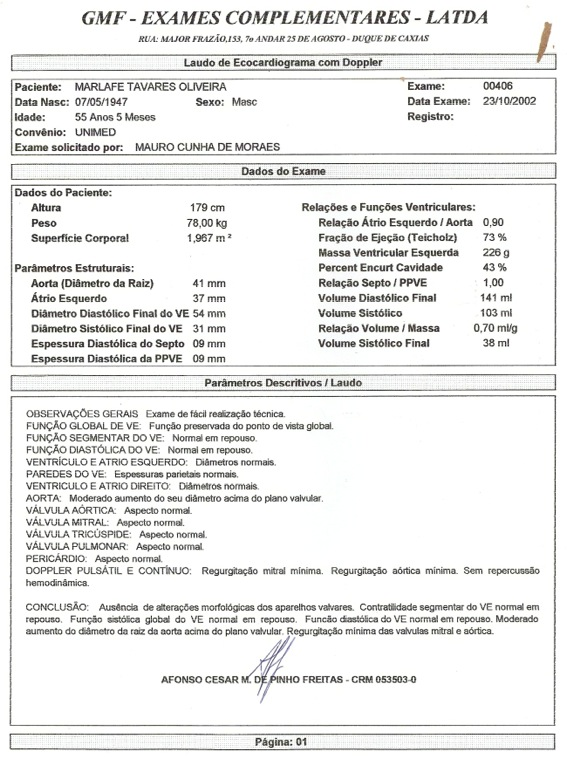 GMF - EXAMES COMPLEMENTARES - LATDA
RUA: MAJOR FRAZÃO,153, 7o ANDAR 25 DE AGOSTO - DUQUE DE CAXIAS
Laudo de Ecocardiograma com Doppler
Paciente: MARLAFE TAVARES OLIVEIRA Exame: 00406
Data Nasc: 07/05/1947 Sexo: Masc Data Exame: 23/10/2002
Idade: 55 Anos 5 Meses Registro:
Convênio: UNIMED
Exame solicitado por: MAURO CUNHA DE MORAES
Dados do Exame
Dados do Paciente:
Altura 179 cm
Peso 78,00 kg
Superfície Corporal 1,967 m ²
Parâmetros Estruturais:
Aorta (Diâmetro da Raiz) 41 mm
Átrio Esquerdo 37 mm
Diâmetro Diastólico Final do VE 54 mm
Diâmetro Sistólico Final do VE 31 mm
Espessura Diastólica do Septo 09 mm
Espessura Diastólica da PPVE 09 mm
Relações e Funções Ventriculares:
Relação Átrio Esquerdo / Aorta 0,90
Fração de Ejeção (Teicholz) 73 %
Massa Ventricular Esquerda 226 g
Percent Encurt Cavidade 43 %
Relação Septo / PPVE 1,00
Volume Diastólico Final 141 ml
Volume Sistólico 103 ml
Relação Volume / Massa 0,70 ml/g
Volume Sistólico Final 38 ml
Parâmetros Descritivos / Laudo
OBSERVAÇÕES GERAIS Exame de fácil realização técnica.
FUNÇÃO GLOBAL DE VE: Função preservada do ponto de vista global.
FUNÇÃO SEGMENTAR DO VE: Normal em repouso.
FUNÇÃO DIASTÓLICA DO VE: Normal em repouso.
VENTRÍCULO E ATRIO ESQUERDO: Diâmetros normais.
PAREDES DO VE: Espessuras parietais normais.
VENTRICULO E ATRIO DIREITO: Diâmetros normais.
AORTA: Moderado aumento do seu diâmetro acima do plano valvular.
VÁLVULA AÓRTICA: Aspecto normal.
VÁLVULA MITRAL: Aspecto normal.
VÁLVULA TRICÚSPIDE: Aspecto normal.
VÁLVULA PULMONAR: Aspecto normal.
PERICÁRDIO: Aspecto normal.
DOPPLER PULSÁTIL E CONTÍNUO: Regurgitação mitral mínima. Regurgitação aórtica mínima. Sem repercussão
hemodinâmica.
CONCLUSÃO: Ausência de alterações morfológicas dos aparelhos valvares. Contratilidade segmentar do VE normal em
repouso. Função sistólica global do VE normal em repouso. Funcão diastólica do VE normal em repouso. Moderado
aumento do diâmetro da raiz da aorta acima do plano valvular. Regurgitação mínima das valvulas mitral e aórtica.
AFONSO CESAR M. DE PINHO FREITAS - CRM 053503-0
Página: 01